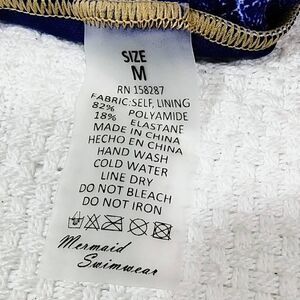 SIZE
M
RN 158287
FABRIC:SELF, LINING
82% POLYAMIDE
18% ELASTANE
MADE IN CHINA
HECHO EN CHINA
HAND WASH
COLD WATER
LINE DRY
DO NOT BLEACH
DO NOT IRON
Mermaid
Swimwear